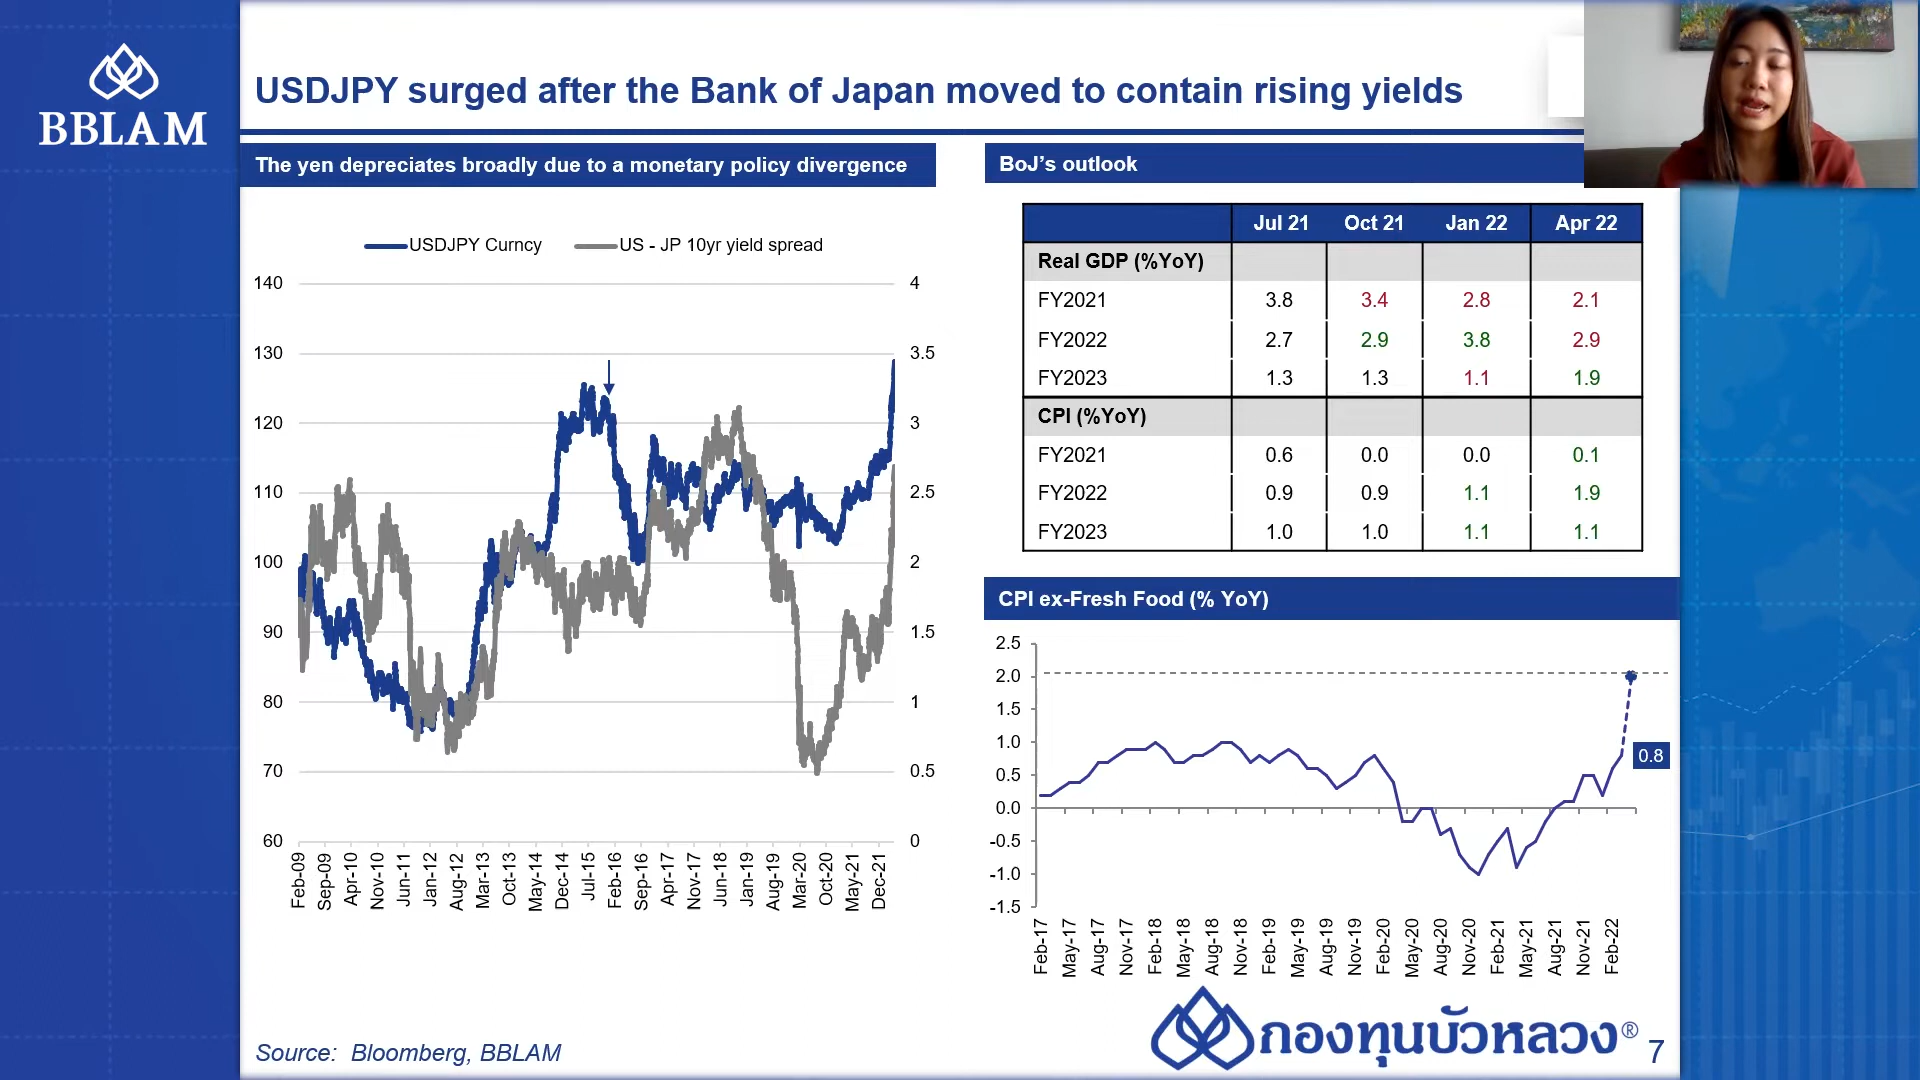 BBLAM
USDJPY surged after the Bank of Japan moved to contain rising yields
The yen depreciates broadly due to a monetary policy divergence
USDJPY Curncy US - JP 10yr yield spread
140 4
130 3.5
120 3
110 2.5
100 2
90 1.5
80 1
70 0.5
60 0
Feb-09 Sep-09 Apr-10 Nov-10 Jun-11 Jan-12 Aug-12 Mar-13 Oct-13 May-14 Dec-14 Jul-15 Feb-16 Sep-16 Apr-17 Nov-17 Jun-18 Jan-19 Aug-19 Mar-20 Oct-20 May-21 Dec-21
BoJ's outlook
Jul 21 Oct 21 Jan 22 Apr 22
Real GDP (%YoY)
FY2021 3.8 3.4 2.8 2.1
FY2022 2.7 2.9 3.8 2.9
FY2023 1.3 1.3 1.1 1.9
CPI (%YoY)
FY2021 0.6 0.0 0.0 0.1
FY2022 0.9 0.9 1.1 1.9
FY2023 1.0 1.0 1.1 1.1
CPI ex-Fresh Food (% YoY)
2.5
2.0
1.5
1.0
0.8
0.5
0.0
-0.5
-1.0
-1.5
Feb-17 May-17 Aug-17 Nov-17 Feb-18 May-18 Aug-18 Nov-18 Feb-19 May-19 Aug-19 Nov-19 Feb-20 May-20 Aug-20 Nov-20 Feb-21 May-21 Aug-21 Nov-21 Feb-22
Source: Bloomberg, BBLAM
กองทุนบัวหลวง® 7